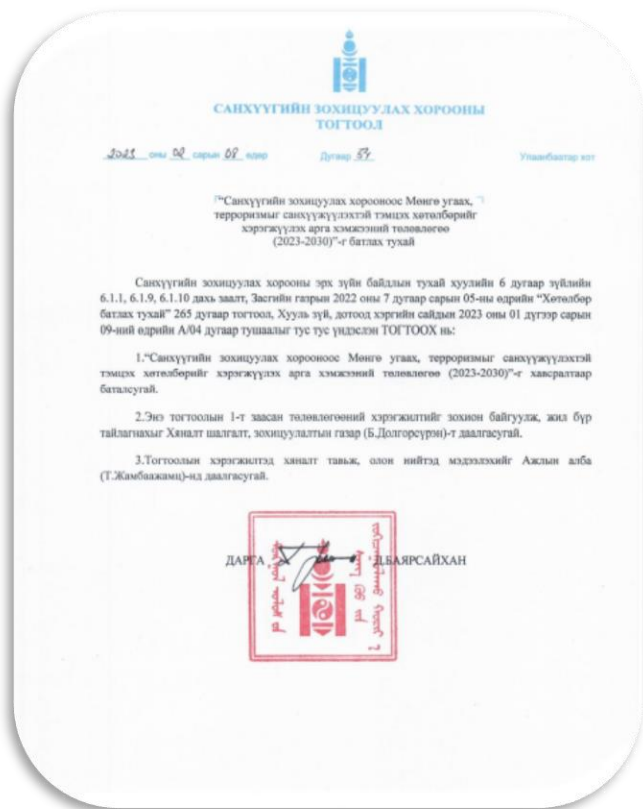 САНХҮҮГИЙН ЗОХИЦУУЛАХ ХОРООНЫ
ТОГТООЛ
2023 оны 02 сарын 08 өдөр Дугаар 54 Улаанбаатар хот
"Санхүүгийн зохицуулах хорооноос Мөнгө угаах,
терроризмыг санхүүжүүлэхтэй тэмцэх хөтөлбөрийг
хэрэгжүүлэх арга хэмжээний төлөвлөгөө
(2023-2030)"-г батлах тухай
Санхүүгийн зохицуулах хорооны эрх зүйн байдлын тухай хуулийн 6 дугаар зүйлийн
6.1.1, 6.1.9, 6.1.10 дахь заалт, Засгийн газрын 2022 оны 7 дугаар сарын 05-ны өдрийн "Хөтөлбөр
батлах тухай" 265 дугаар тогтоол, Хууль зүй, дотоод хэргийн сайдын 2023 оны 01 дүгээр сарын
09-ний өдрийн А/04 дугаар тушаалыг тус тус үндэслэн ТОГТООХ нь:
1."Санхүүгийн зохицуулах хорооноос Мөнгө угаах, терроризмыг санхүүжүүлэхтэй
тэмцэх хөтөлбөрийг хэрэгжүүлэх арга хэмжээний төлөвлөгөө (2023-2030)"-г хавсралтаар
баталсугай.
2.Энэ тогтоолын 1-т заасан төлөвлөгөөний хэрэгжилтийг зохион байгуулж, жил бүр
тайлагнахыг Хяналт шалгалт, зохицуулалтын газар (Б.Долгорсүрэн)-т даалгасугай.
3.Тогтоолын хэрэгжилтэд хяналт тавьж, олон нийтэд мэдээлэхийг Ажлын алба
(Т.Жамбаажамц)-нд даалгасугай.
ДАРГА Д.БАЯРСАЙХАН